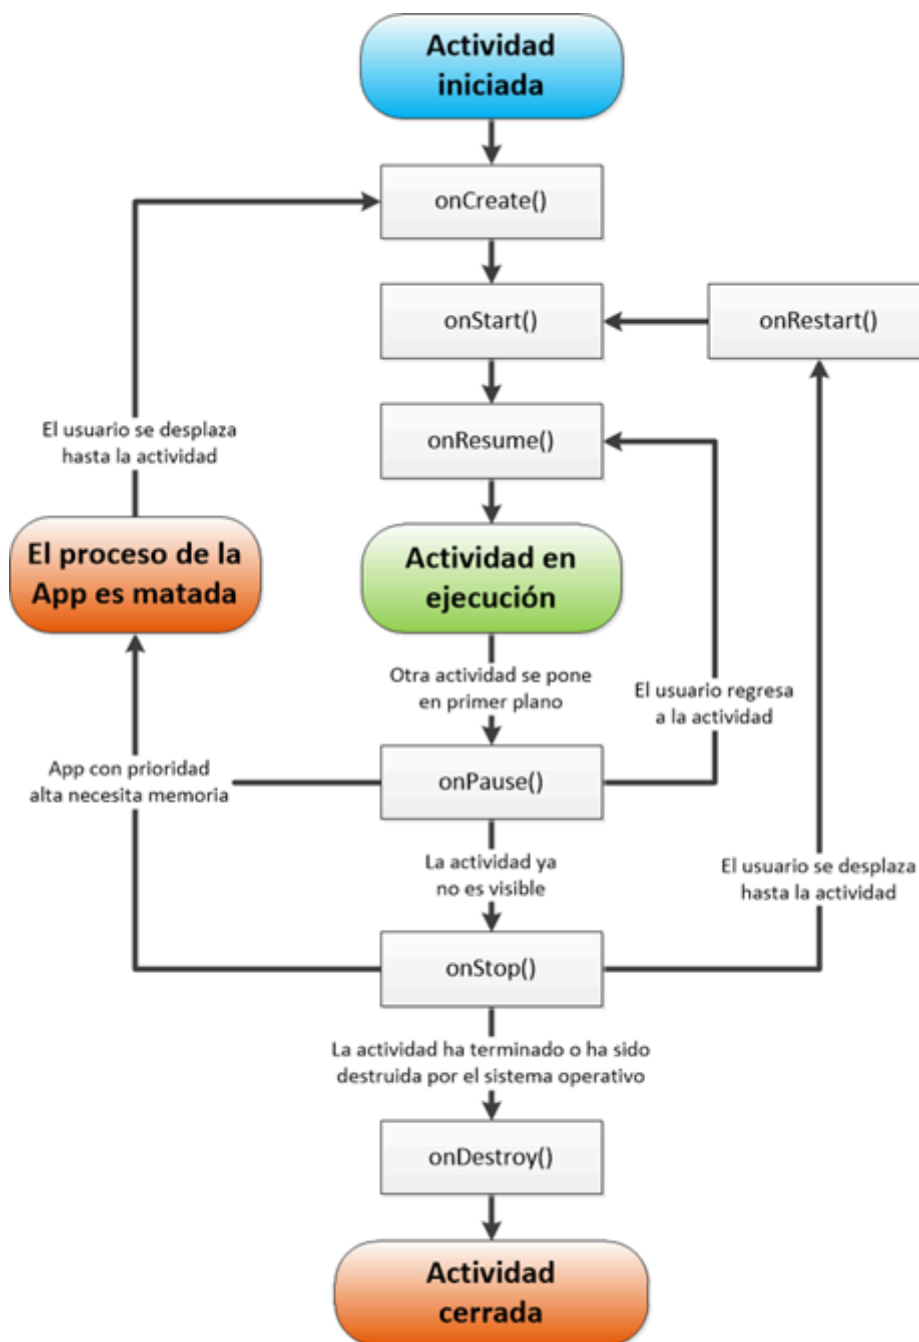 Actividad
iniciada
onCreate()
onStart()
onRestart()
El usuario se desplaza
hasta la actividad
onResume()
El proceso de la
App es matada
Actividad en
ejecución
Otra actividad se pone
en primer plano
El usuario regresa
a la actividad
App con prioridad
alta necesita memoria
onPause()
La actividad ya
no es visible
El usuario se desplaza
hasta la actividad
onStop()
La actividad ha terminado o ha sido
destruida por el sistema operativo
onDestroy()
Actividad
cerrada